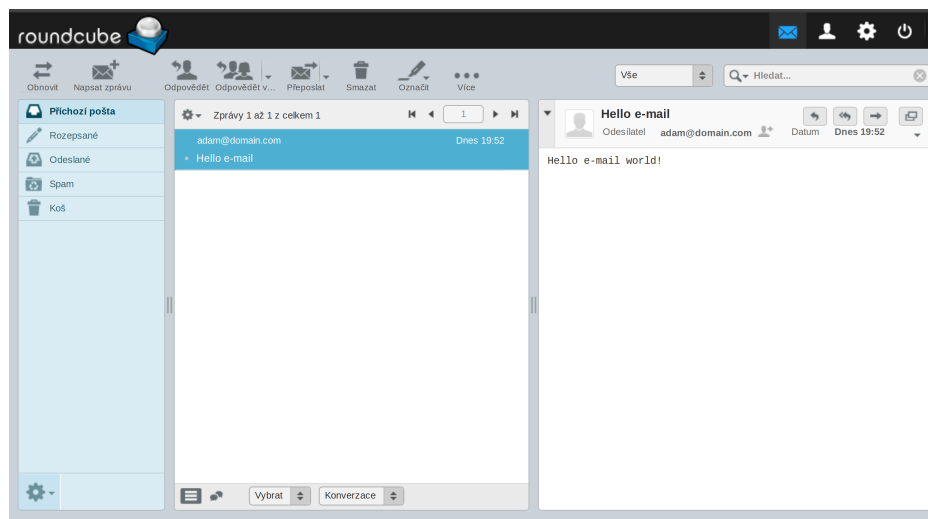 roundcube
Obnovit Napsat zprávu Odpovědět Odpovědět v... Přeposlat Smazat Označit Více Vše Hledat...
Příchozí pošta
Rozepsané
Odeslané
Spam
Koš
Zprávy 1 až 1 z celkem 1 1
adam@domain.com Dnes 19:52
Hello e-mail
Vybrat Konverzace
Hello e-mail
Odesílatel adam@domain.com Datum Dnes 19:52
Hello e-mail world!